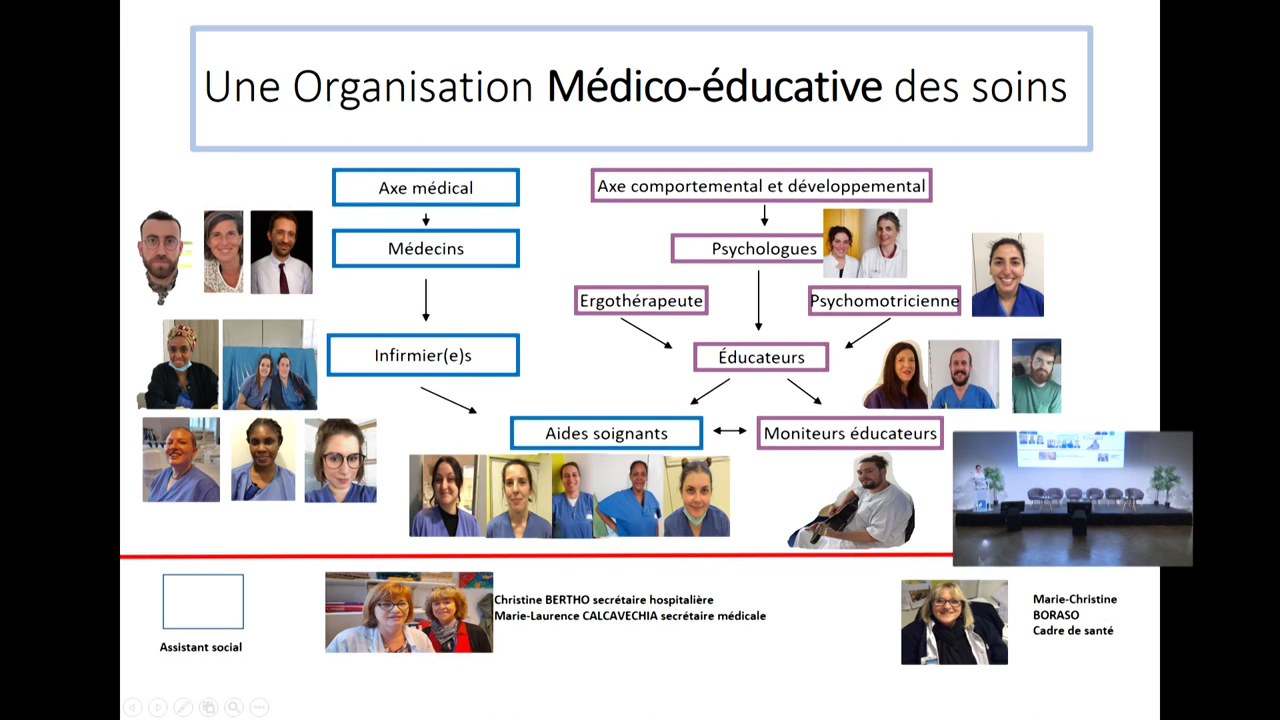 Une Organisation Médico-éducative des soins
Axe médical
Axe comportemental et développemental
Médecins
Psychologues
Ergothérapeute
Psychomotricienne
Infirmier(e)s
Éducateurs
Aides soignants
Moniteurs éducateurs
Assistant social
Christine BERTHO secrétaire hospitalière
Marie-Laurence CALCAVECHIA secrétaire médicale
Marie-Christine
BORASO
Cadre de santé